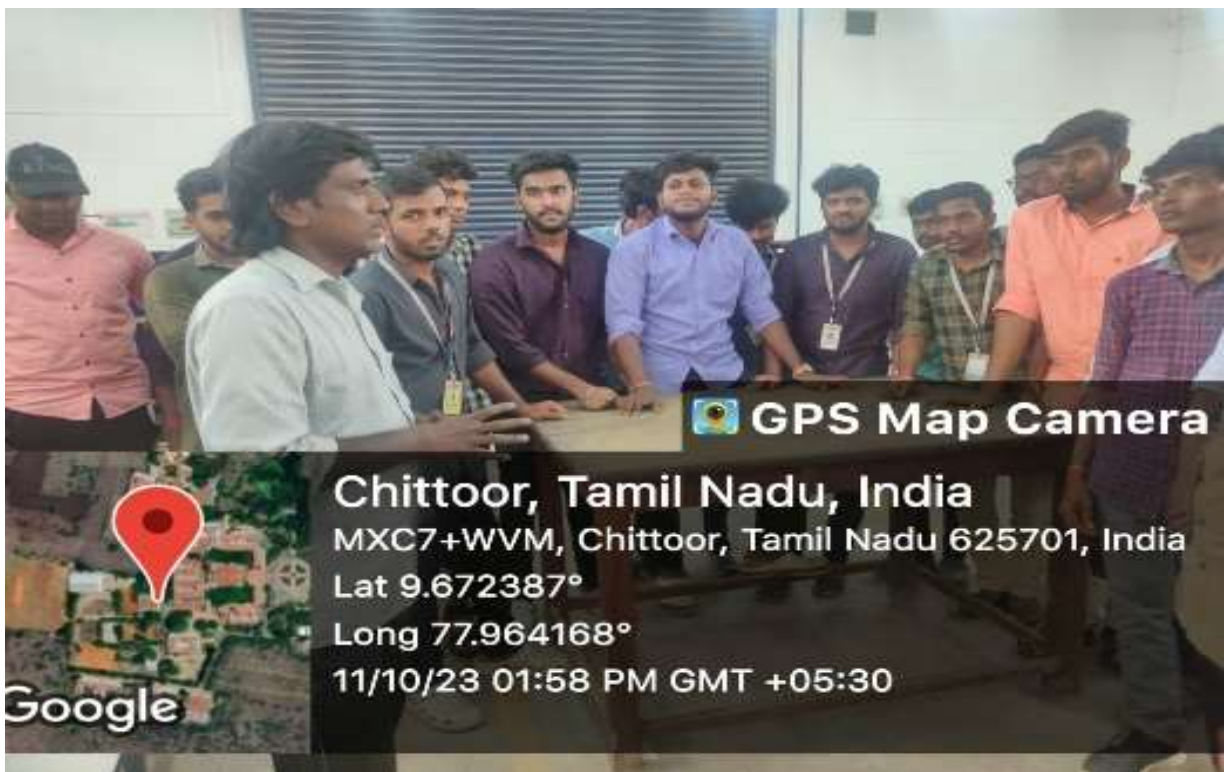 GPS Map Camera
Chittoor, Tamil Nadu, India
MXC7+WVM, Chittoor, Tamil Nadu 625701, India
Lat 9.672387°
Long 77.964168°
11/10/23 01:58 PM GMT +05:30
Google